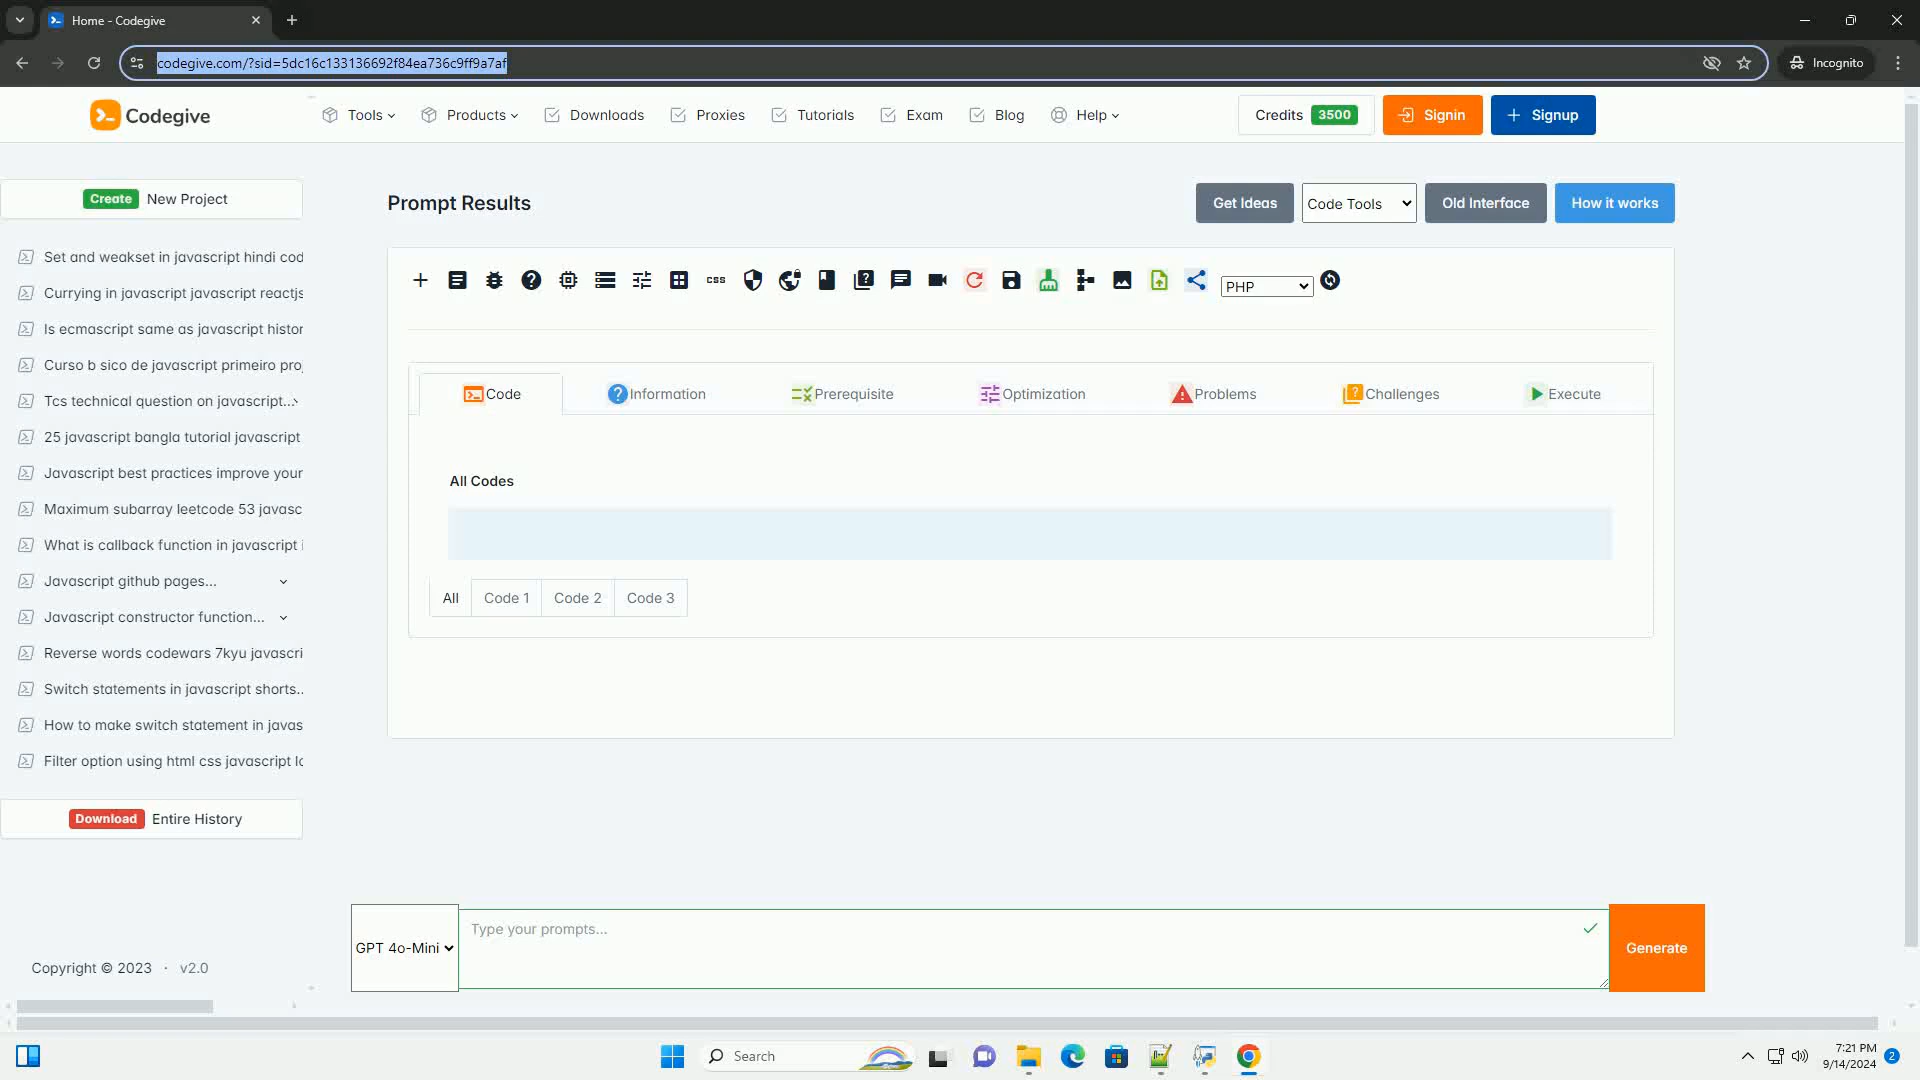 Home - Codegive
codegive.com/?sid=5dc16c133136692f84ea736c9ff9a7af
Incognito
Codegive
Tools
Products
Downloads
Proxies
Tutorials
Exam
Blog
Help
Credits 3500
Signin
Signup
Create New Project
Set and weakset in javascript hindi cod
Currying in javascript javascript reactjs
Is ecmascript same as javascript histor
Curso b sico de javascript primeiro proj
Tcs technical question on javascript...
25 javascript bangla tutorial javascript
Javascript best practices improve your
Maximum subarray leetcode 53 javasc
What is callback function in javascript i
Javascript github pages...
Javascript constructor function...
Reverse words codewars 7kyu javascri
Switch statements in javascript shorts..
How to make switch statement in javas
Filter option using html css javascript lo
Download Entire History
Copyright © 2023 · v2.0
Prompt Results
Get Ideas
Code Tools
Old Interface
How it works
css
PHP
Code
Information
Prerequisite
Optimization
Problems
Challenges
Execute
All Codes
All
Code 1
Code 2
Code 3
GPT 4o-Mini
Type your prompts...
Generate
Search
7:21 PM
9/14/2024
2